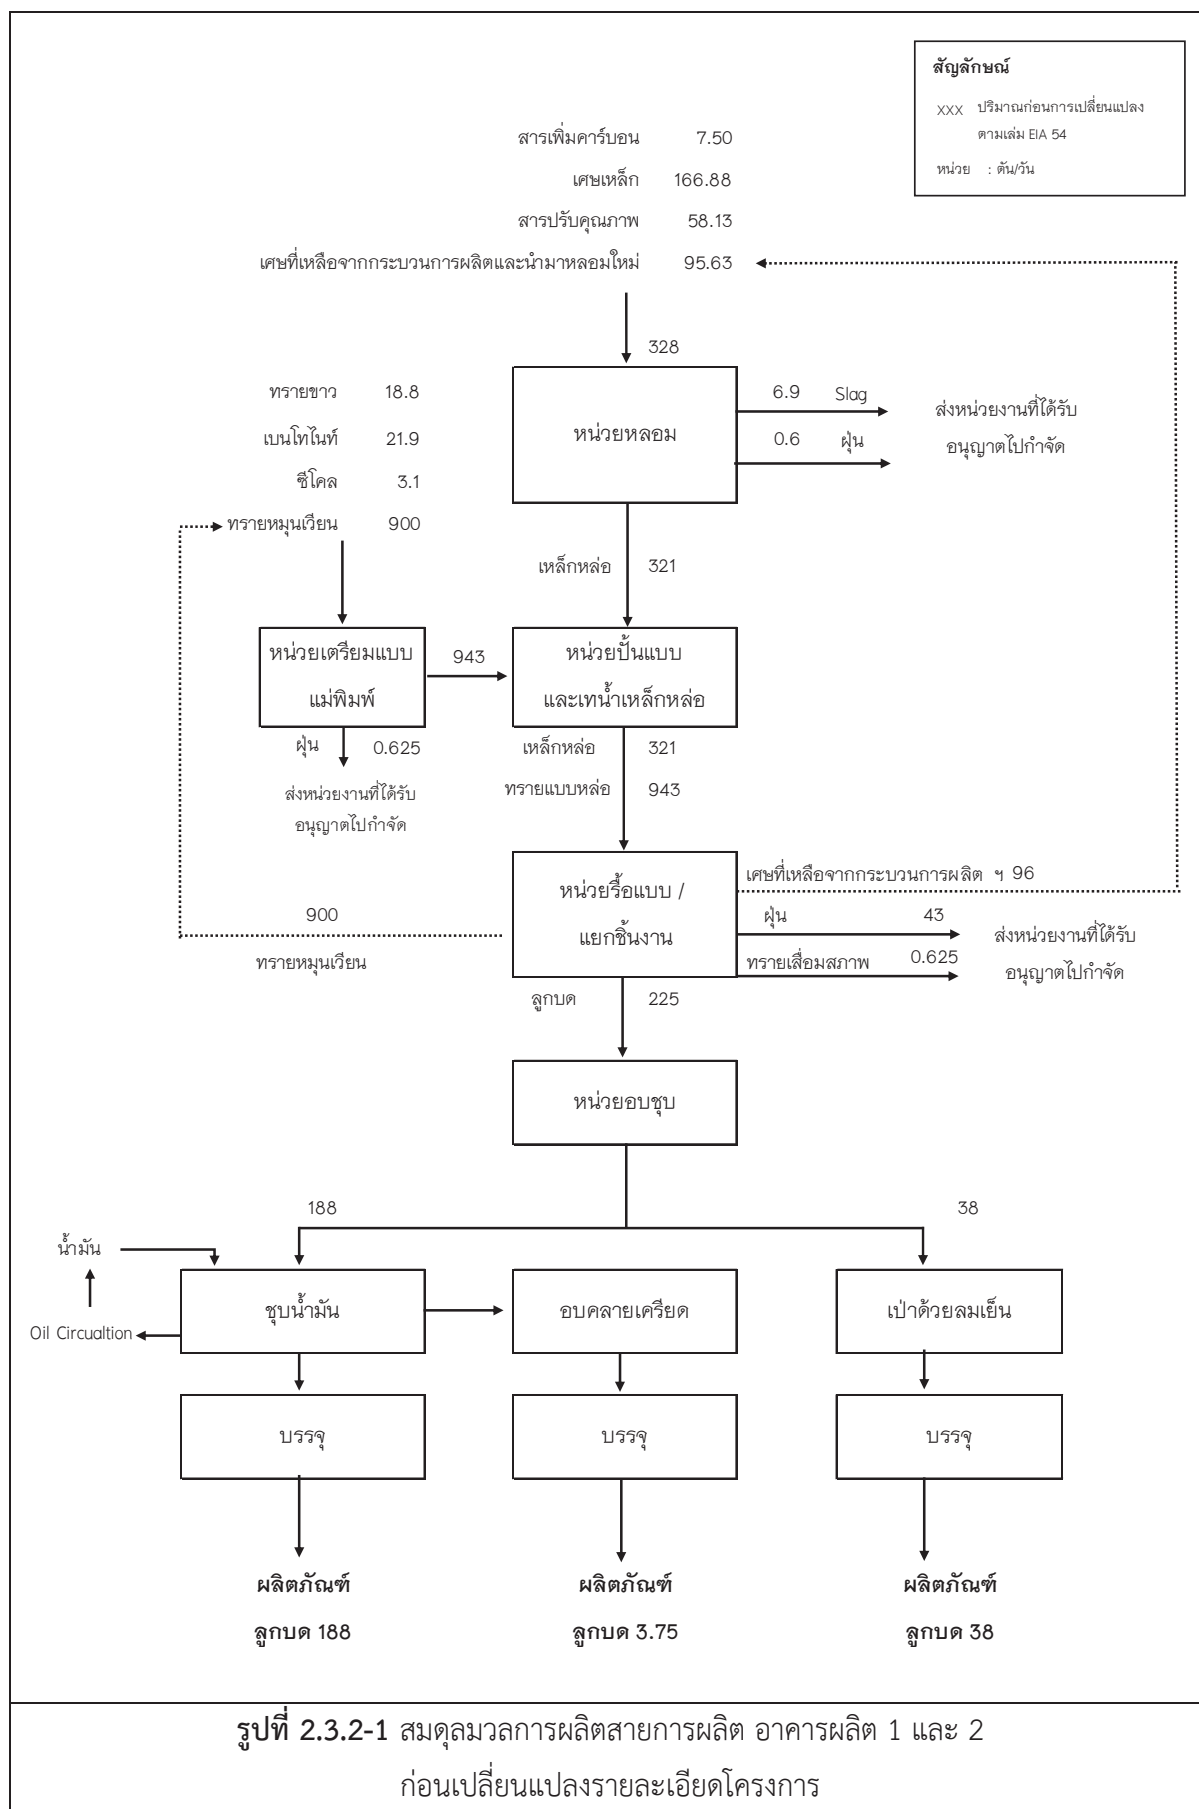 สัญลักษณ์
XXX ปริมาณก่อนการเปลี่ยนแปลง
ตามเล่ม EIA 54
หน่วย : ตัน/วัน
สารเพิ่มคาร์บอน 7.50
เศษเหล็ก 166.88
สารปรับคุณภาพ 58.13
เศษที่เหลือจากกระบวนการผลิตและนำมาหลอมใหม่ 95.63
328
ทรายขาว 18.8
เบนโทไนท์ 21.9
ซีโคล 3.1
ทรายหมุนเวียน 900
หน่วยหลอม
6.9 Slag
0.6 ฝุ่น
ส่งหน่วยงานที่ได้รับ
อนุญาตไปกำจัด
เหล็กหล่อ 321
หน่วยเตรียมแบบ
แม่พิมพ์
943
หน่วยปั้นแบบ
และเทน้ำเหล็กหล่อ
ฝุ่น 0.625
ส่งหน่วยงานที่ได้รับ
อนุญาตไปกำจัด
เหล็กหล่อ 321
ทรายแบบหล่อ 943
หน่วยรื้อแบบ /
แยกชิ้นงาน
เศษที่เหลือจากกระบวนการผลิต ฯ 96
ฝุ่น 43
ทรายเสื่อมสภาพ 0.625
ส่งหน่วยงานที่ได้รับ
อนุญาตไปกำจัด
900
ทรายหมุนเวียน
ลูกบด 225
หน่วยอบชุบ
188
38
น้ำมัน
Oil Circualtion
ชุบน้ำมัน
อบคลายเครียด
เป่าด้วยลมเย็น
บรรจุ
บรรจุ
บรรจุ
ผลิตภัณฑ์
ลูกบด 188
ผลิตภัณฑ์
ลูกบด 3.75
ผลิตภัณฑ์
ลูกบด 38
รูปที่ 2.3.2-1 สมดุลมวลการผลิตสายการผลิต อาคารผลิต 1 และ 2
ก่อนเปลี่ยนแปลงรายละเอียดโครงการ